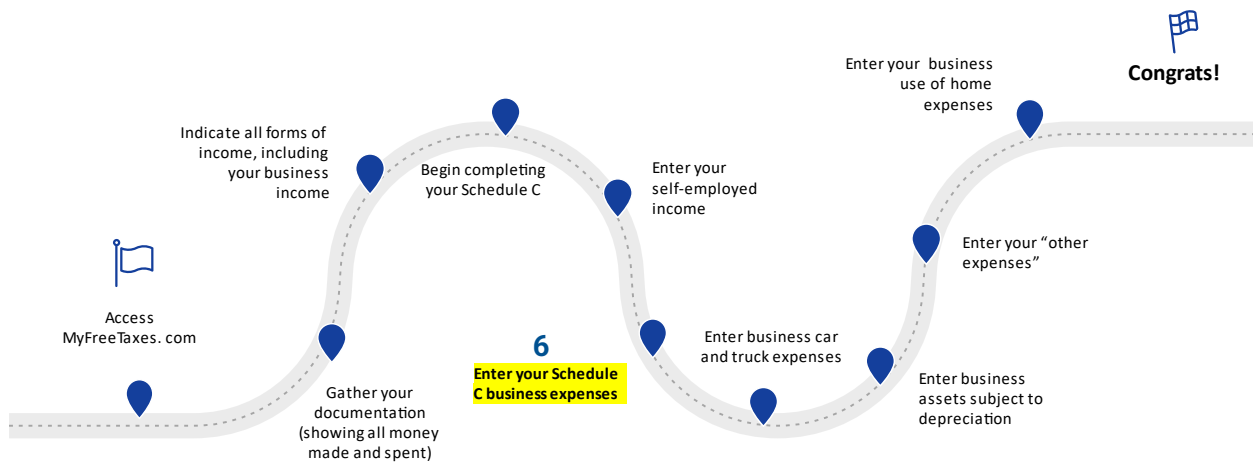 Access
MyFreeTaxes. com
Gather your
documentation
(showing all money
made and spent)
Indicate all forms of
income, including
your business
income
Begin completing
your Schedule C
Enter your
self-employed
income
6
Enter your Schedule
C business expenses
Enter business car
and truck expenses
Enter business
assets subject to
depreciation
Enter your “other
expenses”
Enter your business
use of home
expenses
Congrats!